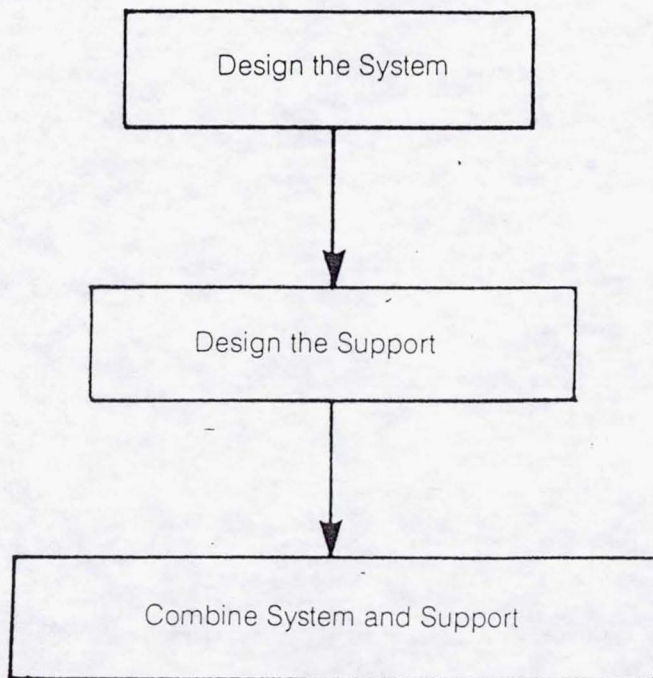 Design the System
Design the Support
Combine System and Support